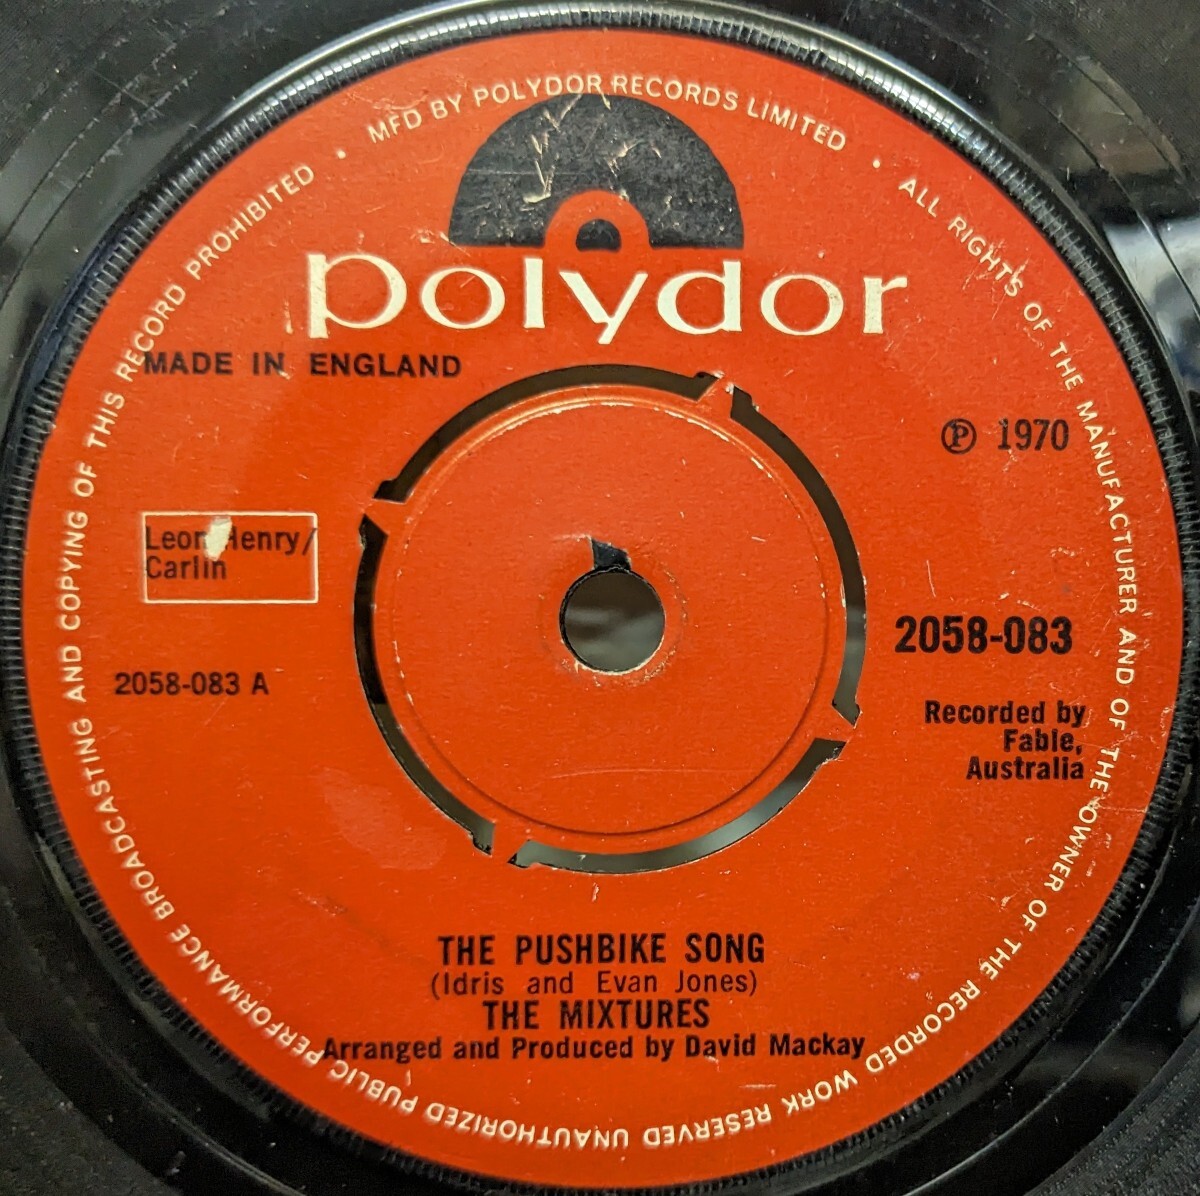 MFD BY POLYDOR RECORDS LIMITED • ALL RIGHTS OF THE MANUFACTURER AND OF THE OWNER OF THE RECORDED WORK RESERVED UNAUTHORIZED PUBLIC PERFORMANCE BROADCASTING AND COPYING OF THIS RECORD PROHIBITED •
polydor
MADE IN ENGLAND
℗ 1970
Leon Henry/
Carlin
2058-083
2058-083 A
Recorded by
Fable,
Australia
THE PUSHBIKE SONG
(Idris and Evan Jones)
THE MIXTURES
Arranged and Produced by David Mackay